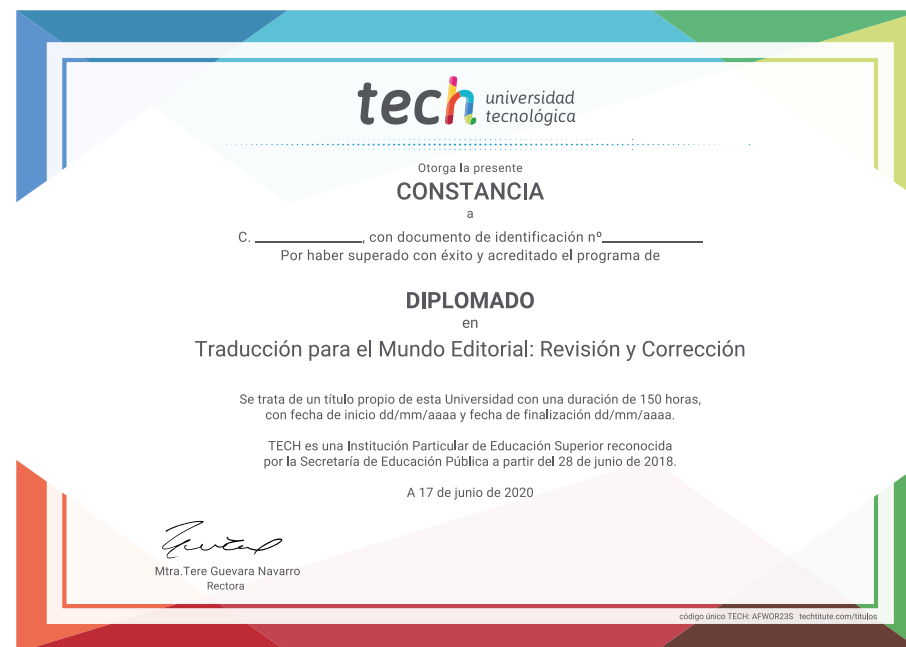 tech universidad
tecnológica
Otorga la presente
CONSTANCIA
a
C. ______________, con documento de identificación nº_____________
Por haber superado con éxito y acreditado el programa de
DIPLOMADO
en
Traducción para el Mundo Editorial: Revisión y Corrección
Se trata de un título propio de esta Universidad con una duración de 150 horas,
con fecha de inicio dd/mm/aaaa y fecha de finalización dd/mm/aaaa.
TECH es una Institución Particular de Educación Superior reconocida
por la Secretaría de Educación Pública a partir del 28 de junio de 2018.
A 17 de junio de 2020
Mtra.Tere Guevara Navarro
Rectora
código único TECH: AFWOR23S techtitute.com/titulos